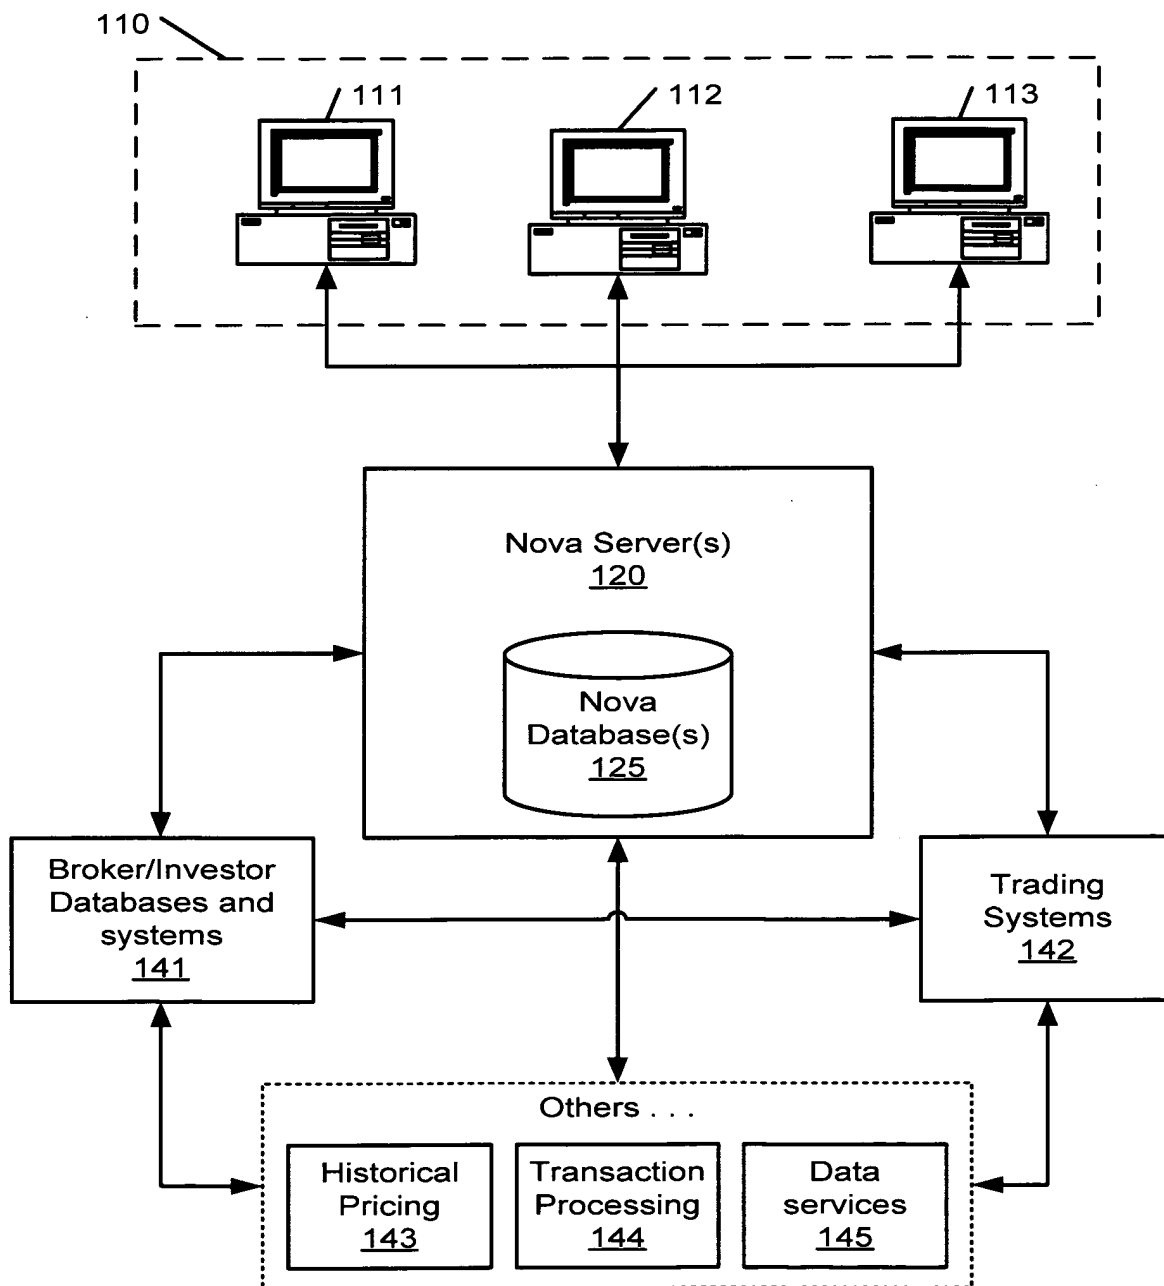 110
111
112
113
Nova Server(s)
120
Nova
Database(s)
125
Broker/Investor
Databases and
systems
141
Trading
Systems
142
Others . . .
Historical
Pricing
143
Transaction
Processing
144
Data
services
145